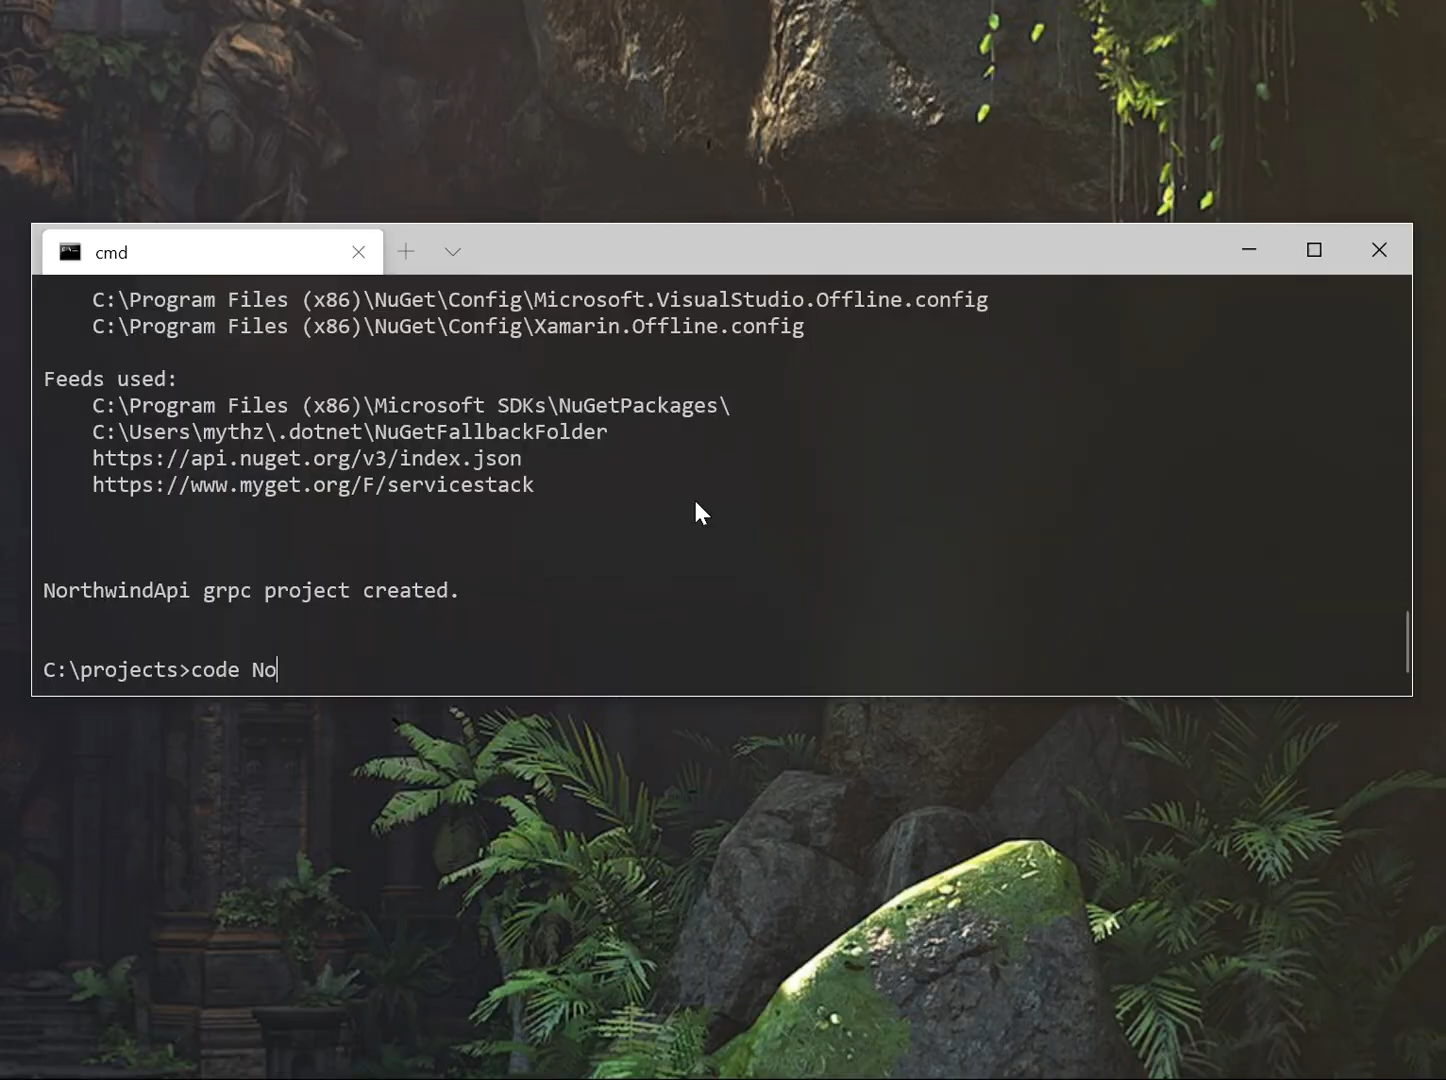 cmd
C:\Program Files (x86)\NuGet\Config\Microsoft.VisualStudio.Offline.config
C:\Program Files (x86)\NuGet\Config\Xamarin.Offline.config
Feeds used:
C:\Program Files (x86)\Microsoft SDKs\NuGetPackages\
C:\Users\mythz\.dotnet\NuGetFallbackFolder
https://api.nuget.org/v3/index.json
https://www.myget.org/F/servicestack
NorthwindApi grpc project created.
C:\projects>code No